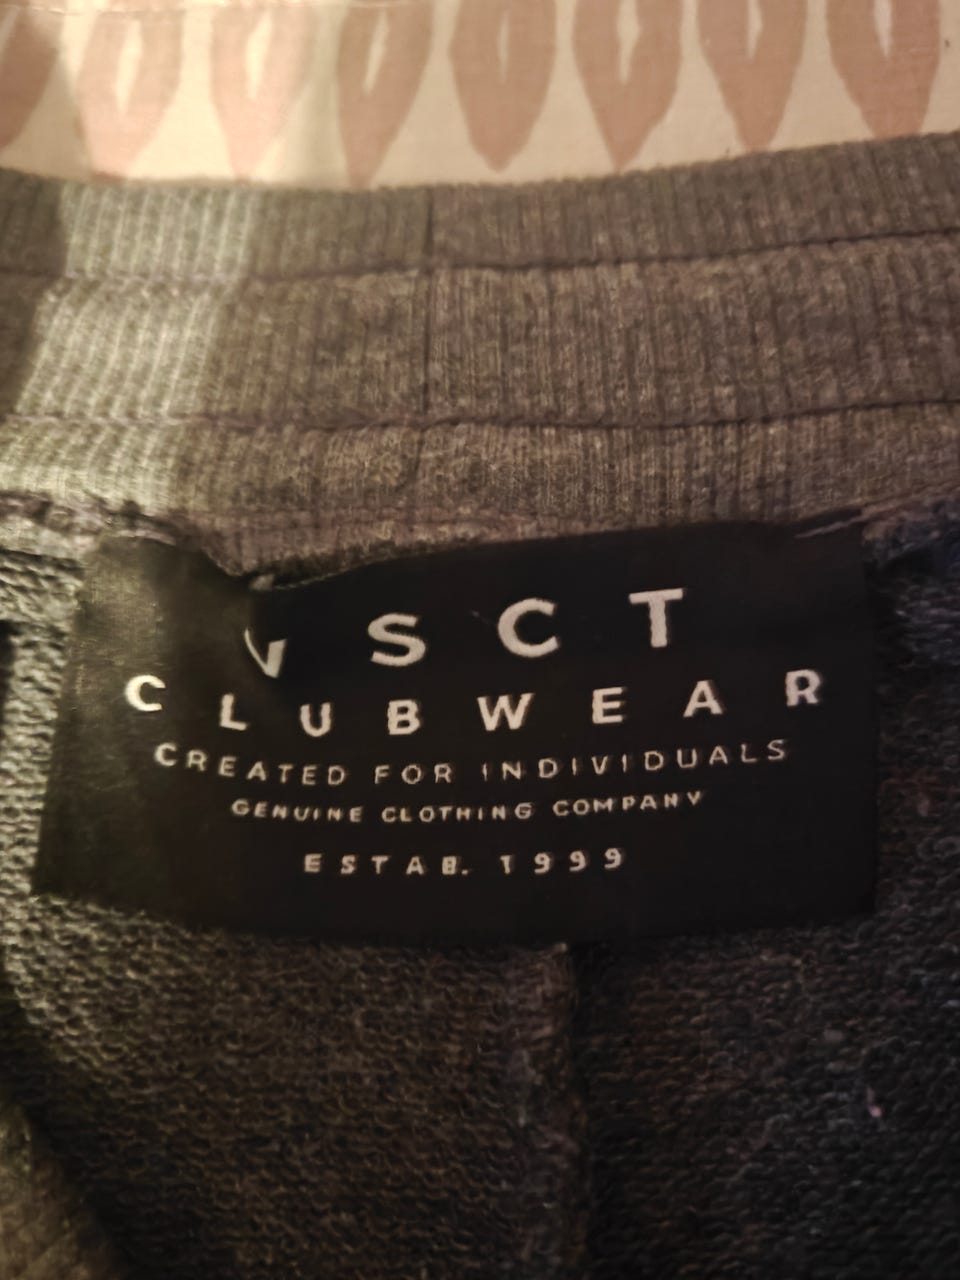 VSCT
CLUBWEAR
CREATED FOR INDIVIDUALS
GENUINE CLOTHING COMPANY
ESTAB. 1999